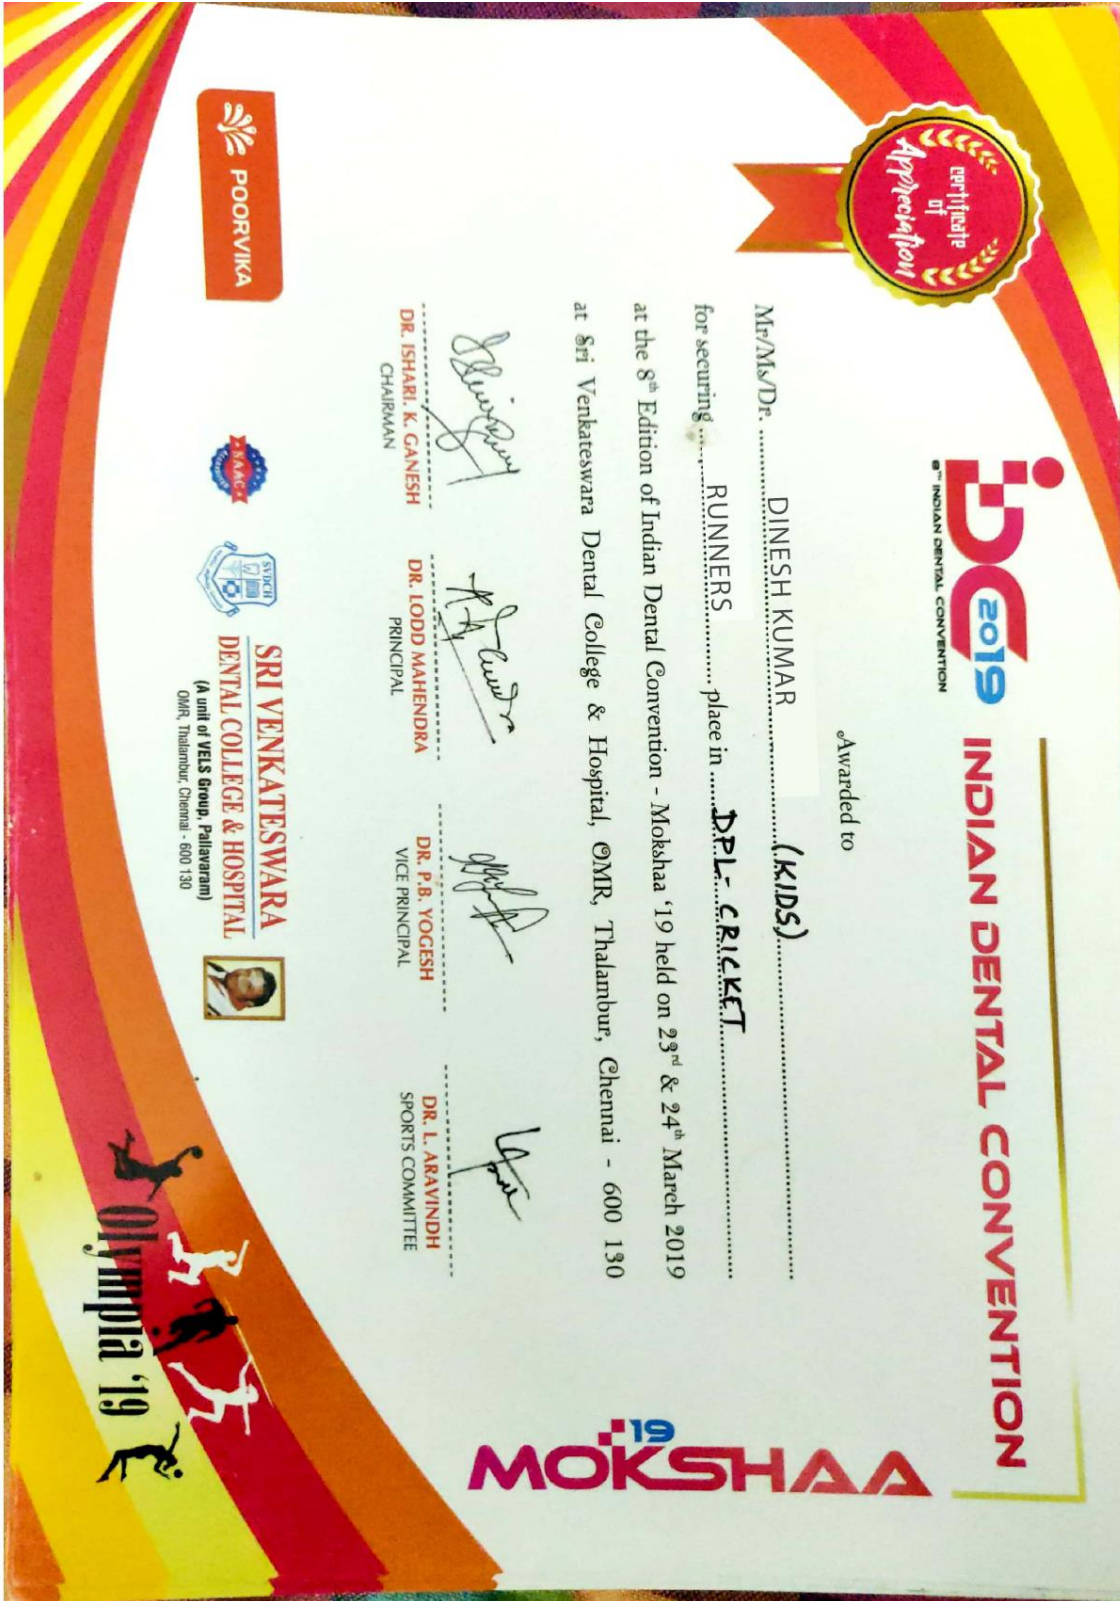 certificate
of
Appreciation
iDC 2019
8TH INDIAN DENTAL CONVENTION
INDIAN DENTAL CONVENTION
19
MOKSHAA
Awarded to
Mr/Ms/Dr. DINESH KUMAR (KIDS)
for securing RUNNERS place in DPL- CRICKET
at the 8th Edition of Indian Dental Convention - Mokshaa '19 held on 23rd & 24th March 2019
at Sri Venkateswara Dental College & Hospital, OMR, Thalambur, Chennai - 600 130
DR. ISHARI. K. GANESH
CHAIRMAN
DR. LODD MAHENDRA
PRINCIPAL
DR. P.B. YOGESH
VICE PRINCIPAL
DR. L. ARAVINDH
SPORTS COMMITTEE
POORVIKA
NAAC
SVDCH
SRI VENKATESWARA
DENTAL COLLEGE & HOSPITAL
(A unit of VELS Group, Pallavaram)
OMR, Thalambur, Chennai - 600 130
Olympia '19